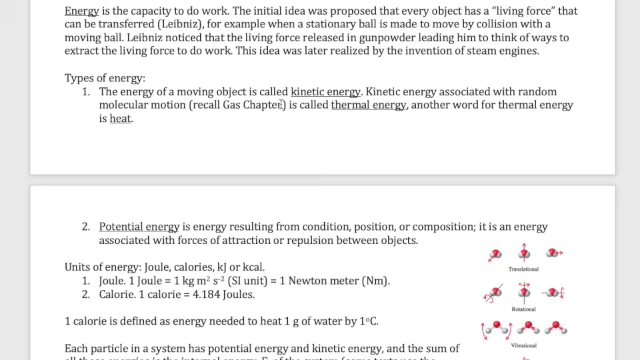 Energy is the capacity to do work. The initial idea was proposed that every object has a "living force" that
can be transferred (Leibniz), for example when a stationary ball is made to move by collision with a
moving ball. Leibniz noticed that the living force released in gunpowder leading him to think of ways to
extract the living force to do work. This idea was later realized by the invention of steam engines.
Types of energy:
1. The energy of a moving object is called kinetic energy. Kinetic energy associated with random
molecular motion (recall Gas Chapter) is called thermal energy, another word for thermal energy
is heat.
2. Potential energy is energy resulting from condition, position, or composition; it is an energy
associated with forces of attraction or repulsion between objects.
Translational
Units of energy: Joule, calories, kJ or kcal.
1. Joule. 1 Joule = 1 kg m² s⁻² (SI unit) = 1 Newton meter (Nm).
2. Calorie. 1 calorie = 4.184 Joules.
Rotational
1 calorie is defined as energy needed to heat 1 g of water by 1°C.
Vibrational
Each particle in a system has potential energy and kinetic energy, and the sum of